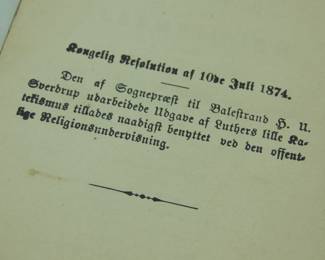 Kongelig Resolution af 10de Juli 1874.
Den af Sognepræst til Balestrand H. U.
Sverdrup udarbeidede Udgave af Luthers lille Ka-
tekismus tillades naadigst benyttet ved den offent-
lige Religionsundervisning.